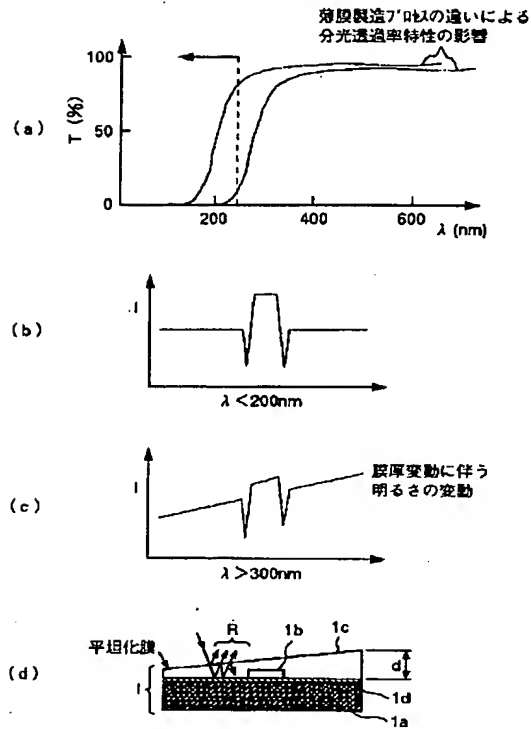 薄膜製造プロセスの違いによる
分光透過率特性の影響
(a)
T (%)
100
50
0
200
400
600
λ (nm)
(b)
I
λ<200nm
(c)
I
膜厚変動に伴う
明るさの変動
λ>300nm
(d)
平坦化膜
R
1b
1c
d
1
1d
1a